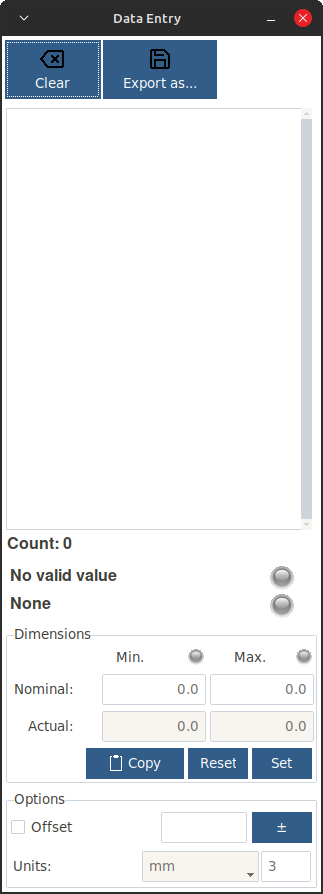 Data Entry
Clear Export as...
Count: 0
No valid value
None
Dimensions
Min. Max.
Nominal: 0.0 0.0
Actual: 0.0 0.0
Copy Reset Set
Options
Offset ±
Units: mm 3